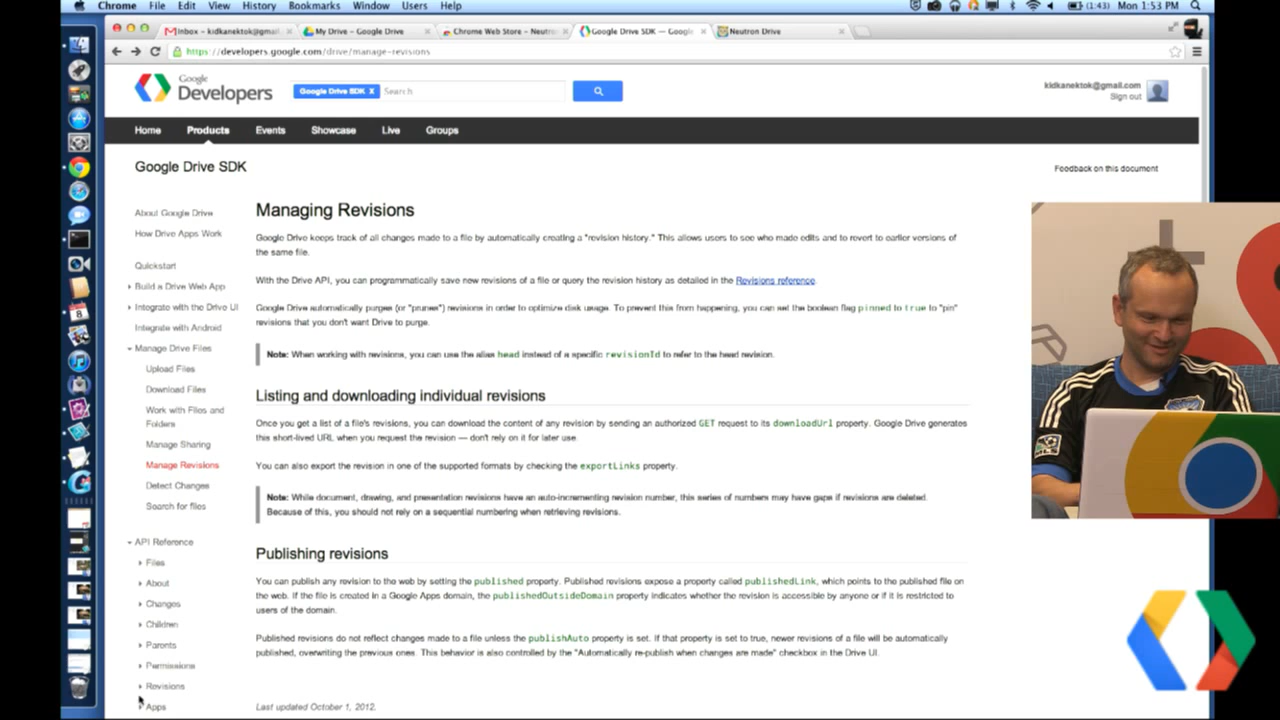 Chrome File Edit View History Bookmarks Window Users Help (1:43) Mon 1:53 PM
Inbox – kidkanektok@gmail. My Drive – Google Drive Chrome Web Store – Neutro Google Drive SDK — Google Neutron Drive
https://developers.google.com/drive/manage-revisions
Google
Developers
Google Drive SDK X Search
kidkanektok@gmail.com
Sign out
Home Products Events Showcase Live Groups
Google Drive SDK
Feedback on this document
About Google Drive
How Drive Apps Work
Quickstart
Build a Drive Web App
Integrate with the Drive UI
Integrate with Android
Manage Drive Files
Upload Files
Download Files
Work with Files and
Folders
Manage Sharing
Manage Revisions
Detect Changes
Search for files
API Reference
Files
About
Changes
Children
Parents
Permissions
Revisions
Apps
Managing Revisions
Google Drive keeps track of all changes made to a file by automatically creating a "revision history." This allows users to see who made edits and to revert to earlier versions of
the same file.
With the Drive API, you can programmatically save new revisions of a file or query the revision history as detailed in the Revisions reference.
Google Drive automatically purges (or "prunes") revisions in order to optimize disk usage. To prevent this from happening, you can set the boolean flag pinned to true to "pin"
revisions that you don't want Drive to purge.
Note: When working with revisions, you can use the alias head instead of a specific revisionId to refer to the head revision.
Listing and downloading individual revisions
Once you get a list of a file's revisions, you can download the content of any revision by sending an authorized GET request to its downloadUrl property. Google Drive generates
this short-lived URL when you request the revision — don't rely on it for later use.
You can also export the revision in one of the supported formats by checking the exportLinks property.
Note: While document, drawing, and presentation revisions have an auto-incrementing revision number, this series of numbers may have gaps if revisions are deleted.
Because of this, you should not rely on a sequential numbering when retrieving revisions.
Publishing revisions
You can publish any revision to the web by setting the published property. Published revisions expose a property called publishedLink, which points to the published file on
the web. If the file is created in a Google Apps domain, the publishedOutsideDomain property indicates whether the revision is accessible by anyone or if it is restricted to
users of the domain.
Published revisions do not reflect changes made to a file unless the publishAuto property is set. If that property is set to true, newer revisions of a file will be automatically
published, overwriting the previous ones. This behavior is also controlled by the "Automatically re-publish when changes are made" checkbox in the Drive UI.
Last updated October 1, 2012.